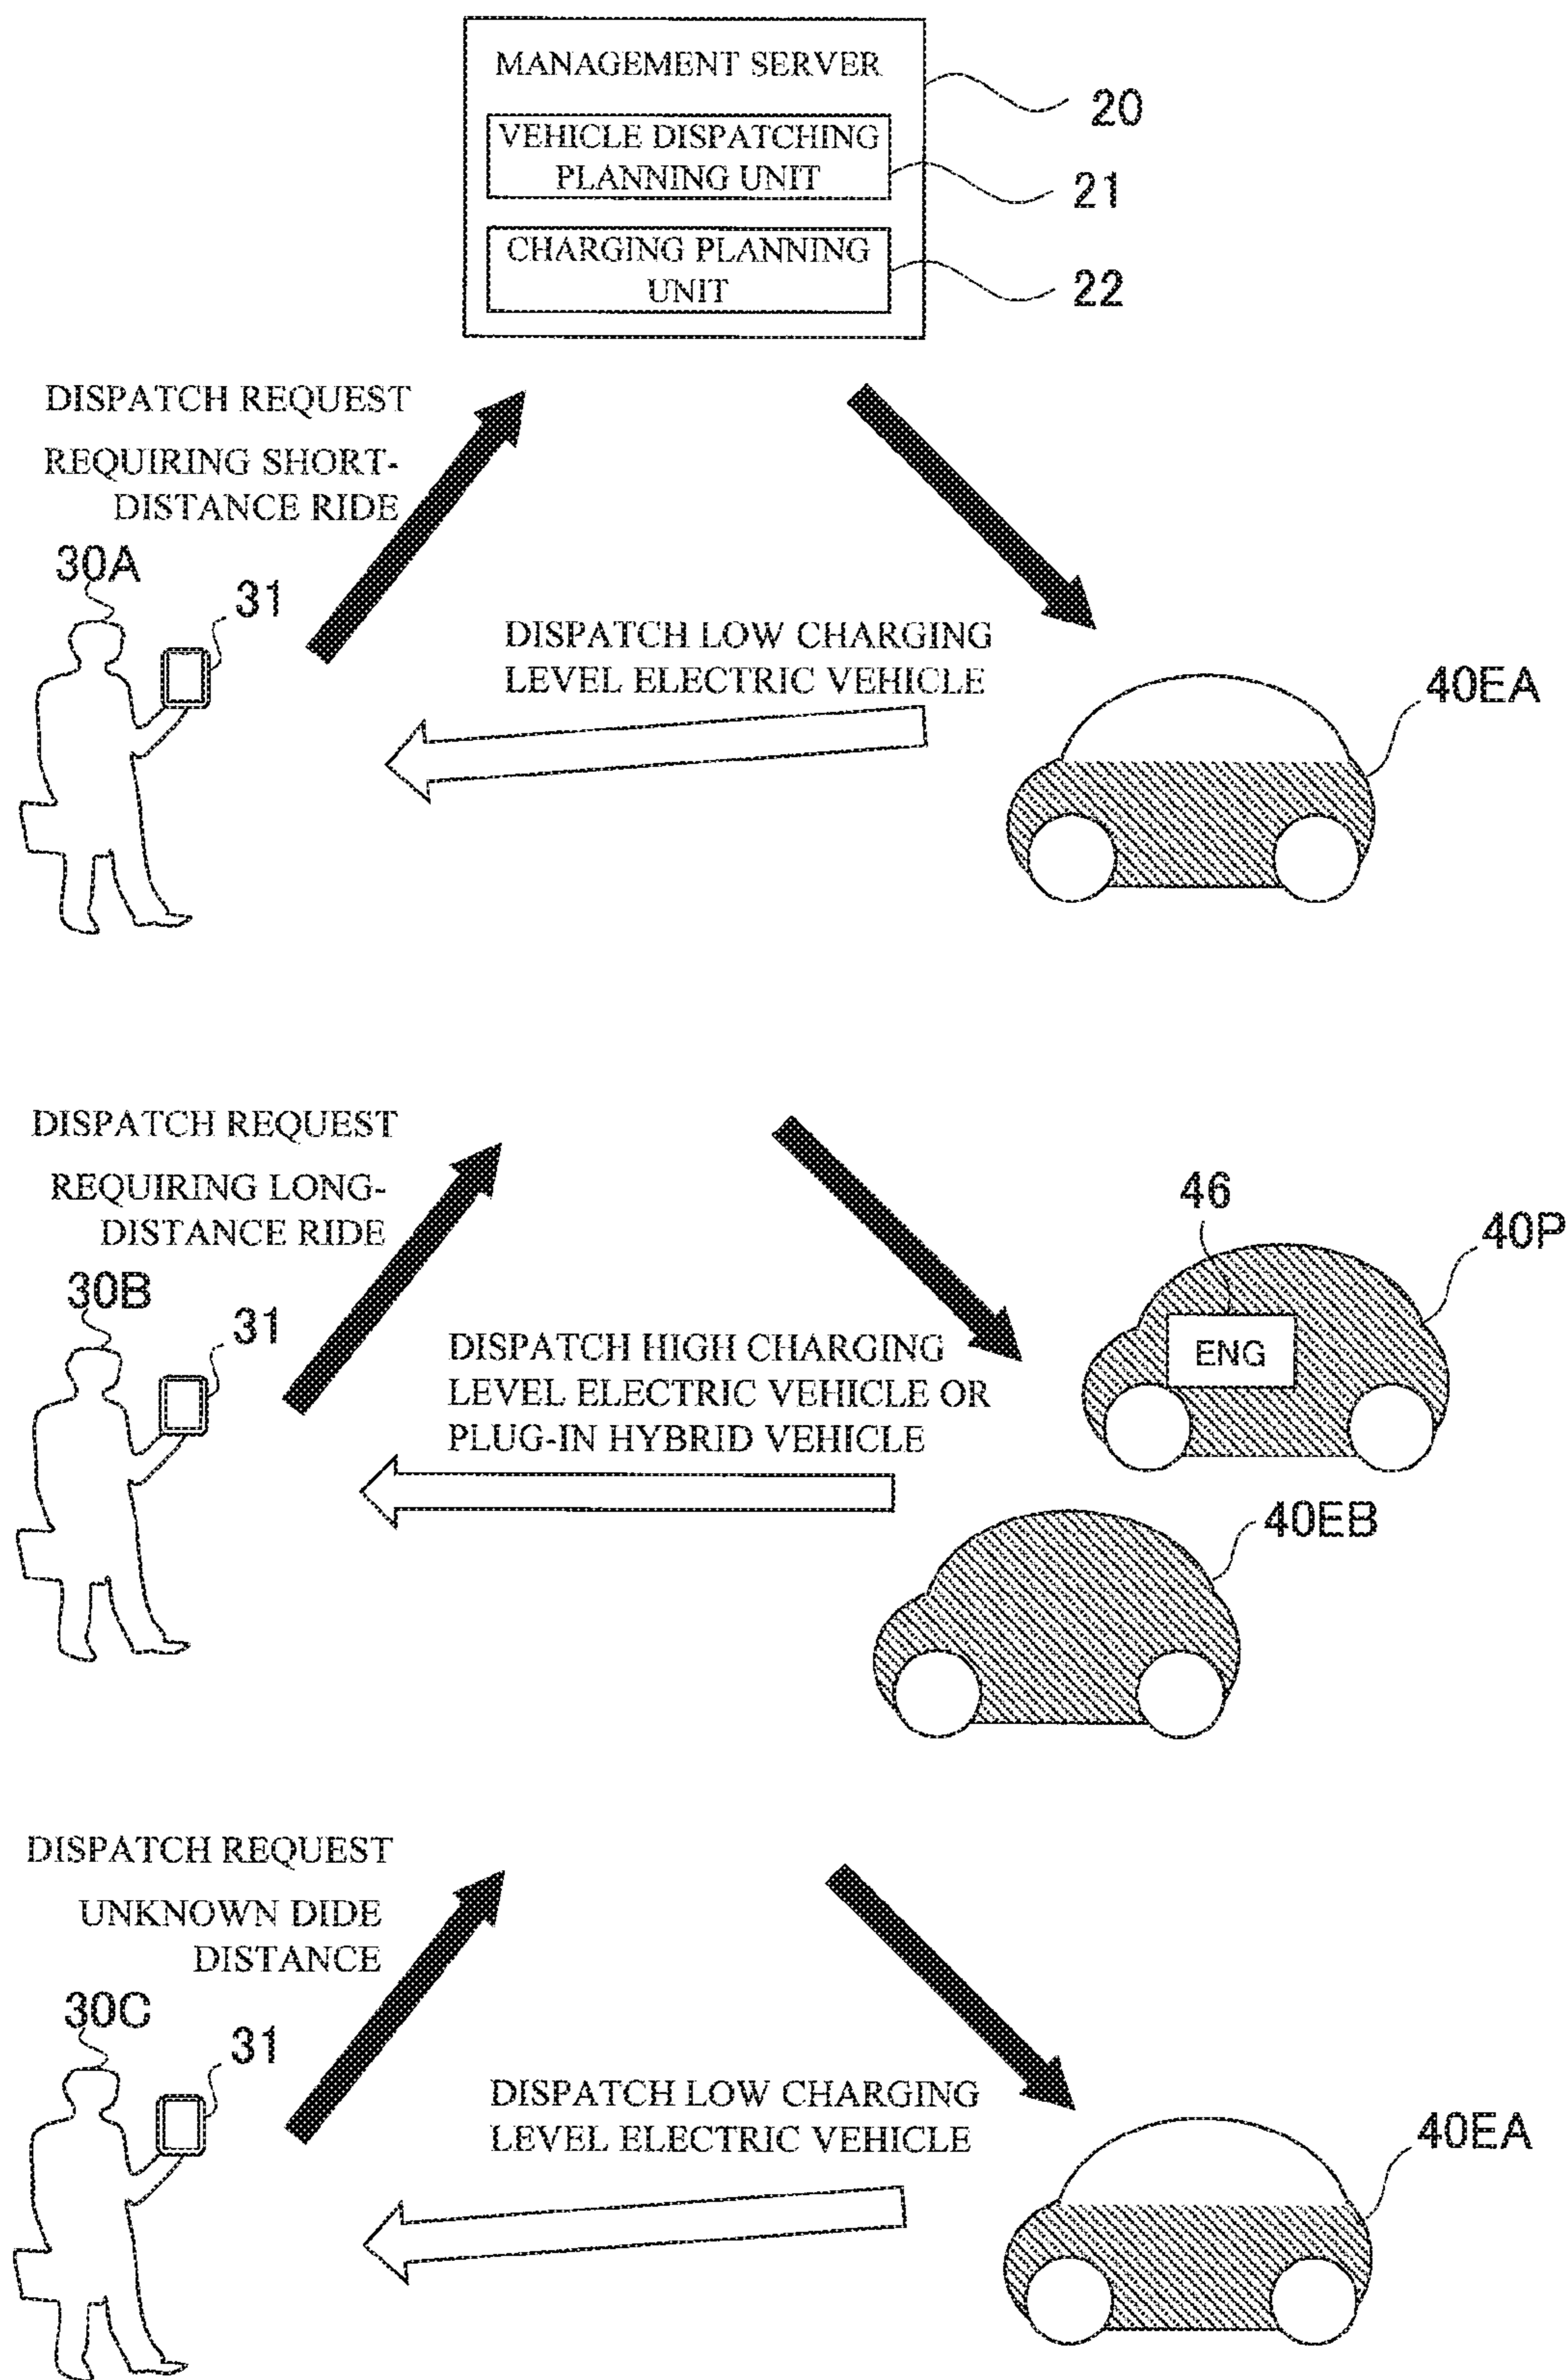 MANAGEMENT SERVER
20
VEHICLE DISPATCHING
PLANNING UNIT
21
CHARGING PLANNING
UNIT
22
DISPATCH REQUEST
REQUIRING SHORT-
DISTANCE RIDE
30A
31
DISPATCH LOW CHARGING
LEVEL ELECTRIC VEHICLE
40EA
DISPATCH REQUEST
REQUIRING LONG-
DISTANCE RIDE
30B
31
46
40P
ENG
DISPATCH HIGH CHARGING
LEVEL ELECTRIC VEHICLE OR
PLUG-IN HYBRID VEHICLE
40EB
DISPATCH REQUEST
UNKNOWN DIDE
DISTANCE
30C
31
DISPATCH LOW CHARGING
LEVEL ELECTRIC VEHICLE
40EA